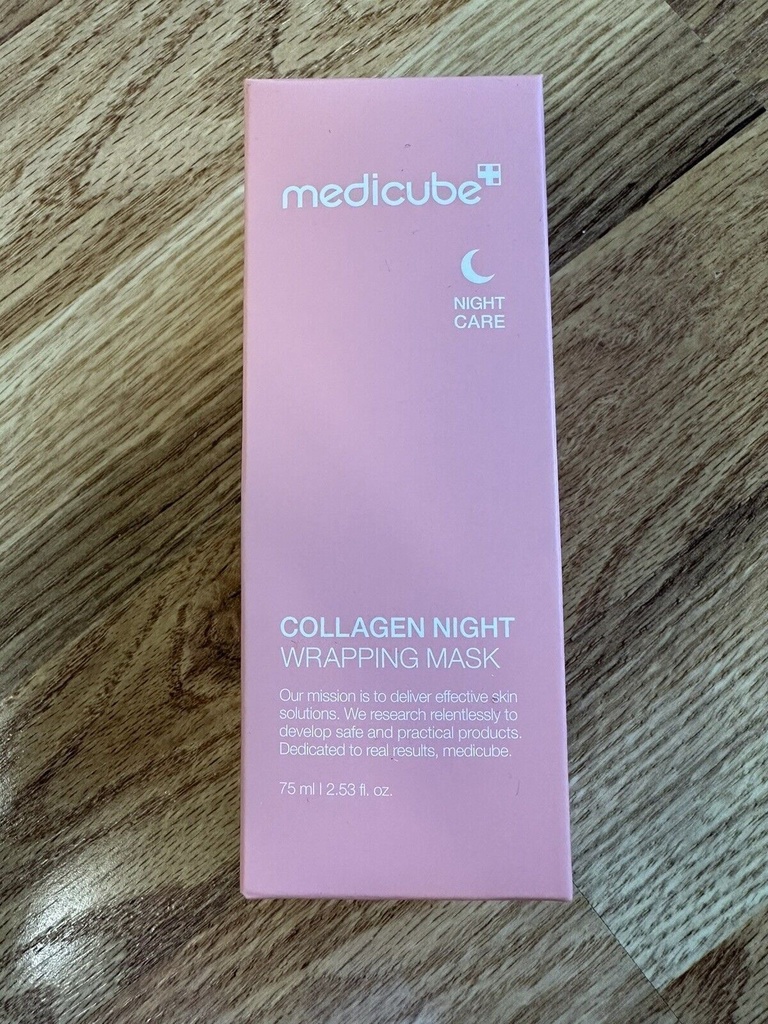 medicube
NIGHT
CARE
COLLAGEN NIGHT
WRAPPING MASK
Our mission is to deliver effective skin
solutions. We research relentlessly to
develop safe and practical products.
Dedicated to real results, medicube.
75 ml | 2.53 fl. oz.